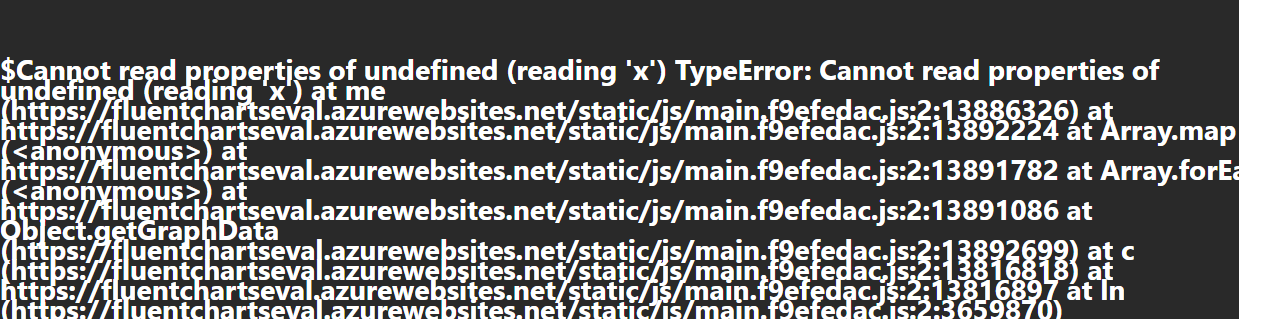 $Cannot read properties of undefined (reading 'x') TypeError: Cannot read properties of
undefined (reading 'x') at me
(https://fluentchartseval.azurewebsites.net/static/js/main.f9efedac.js:2:13886326) at
https://fluentchartseval.azurewebsites.net/static/js/main.f9efedac.js:2:13892224 at Array.map
(<anonymous>) at
https://fluentchartseval.azurewebsites.net/static/js/main.f9efedac.js:2:13891782 at Array.forEa
(<anonymous>) at
https://fluentchartseval.azurewebsites.net/static/js/main.f9efedac.js:2:13891086 at
Object.getGraphData
(https://fluentchartseval.azurewebsites.net/static/js/main.f9efedac.js:2:13892699) at c
(https://fluentchartseval.azurewebsites.net/static/js/main.f9efedac.js:2:13816818) at
https://fluentchartseval.azurewebsites.net/static/js/main.f9efedac.js:2:13816897 at ln
(https://fluentchartseval.azurewebsites.net/static/js/main.f9efedac.js:2:3659870)